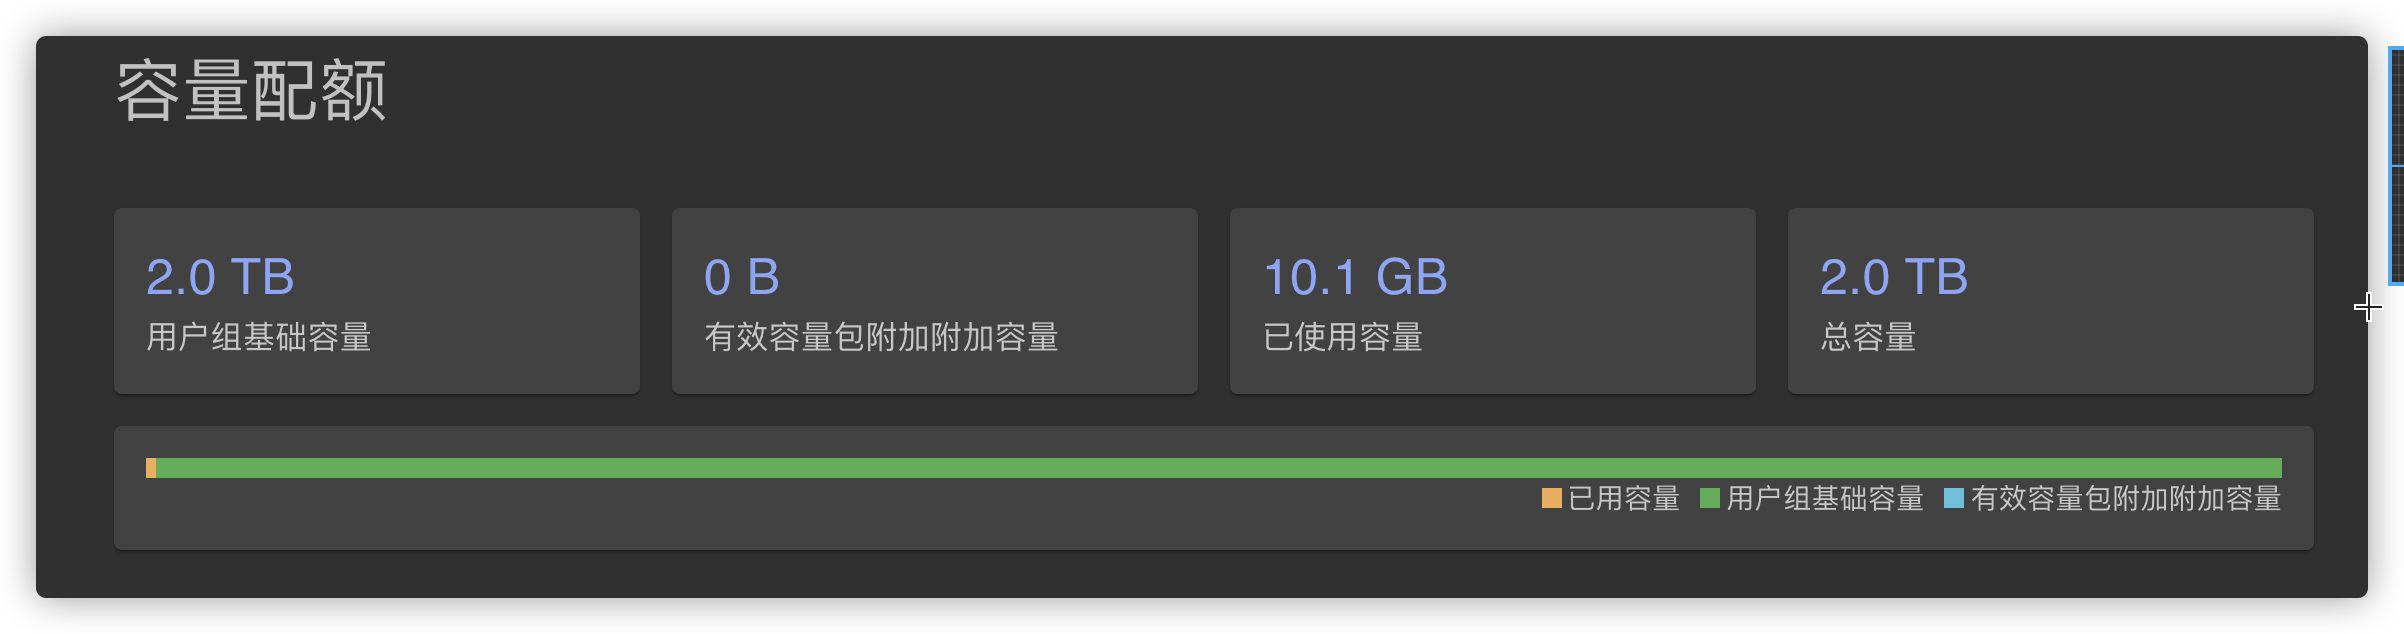 容量配额
2.0 TB
用户组基础容量
0 B
有效容量包附加附加容量
10.1 GB
已使用容量
2.0 TB
总容量
已用容量 用户组基础容量 有效容量包附加附加容量